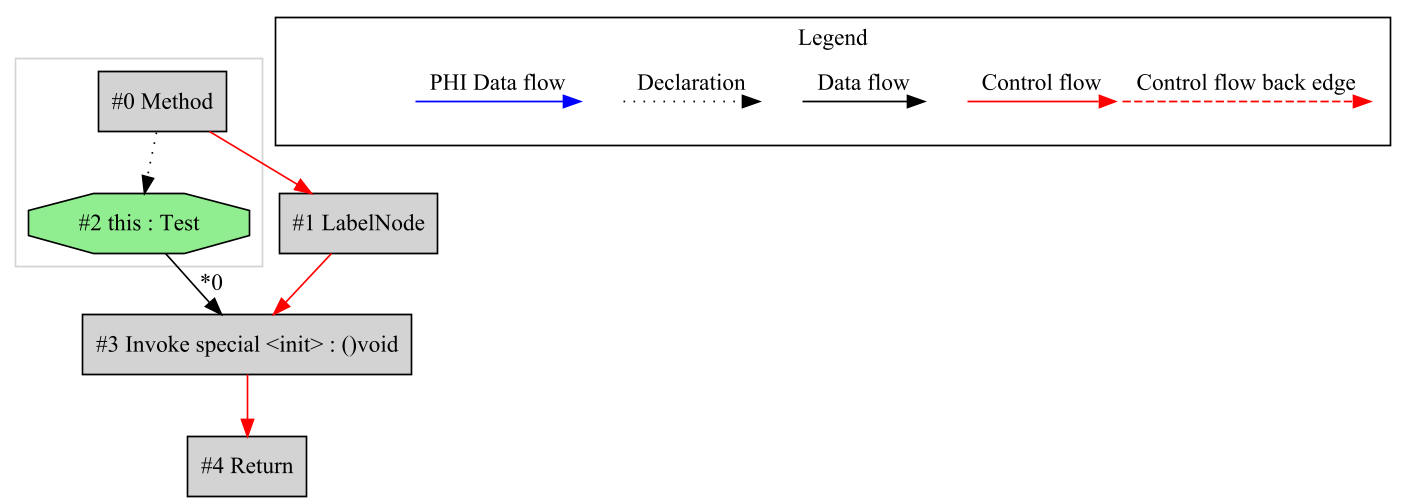 Legend
PHI Data flow
Declaration
Data flow
Control flow
Control flow back edge
#0 Method
#2 this : Test
#1 LabelNode
*0
#3 Invoke special <init> : ()void
#4 Return